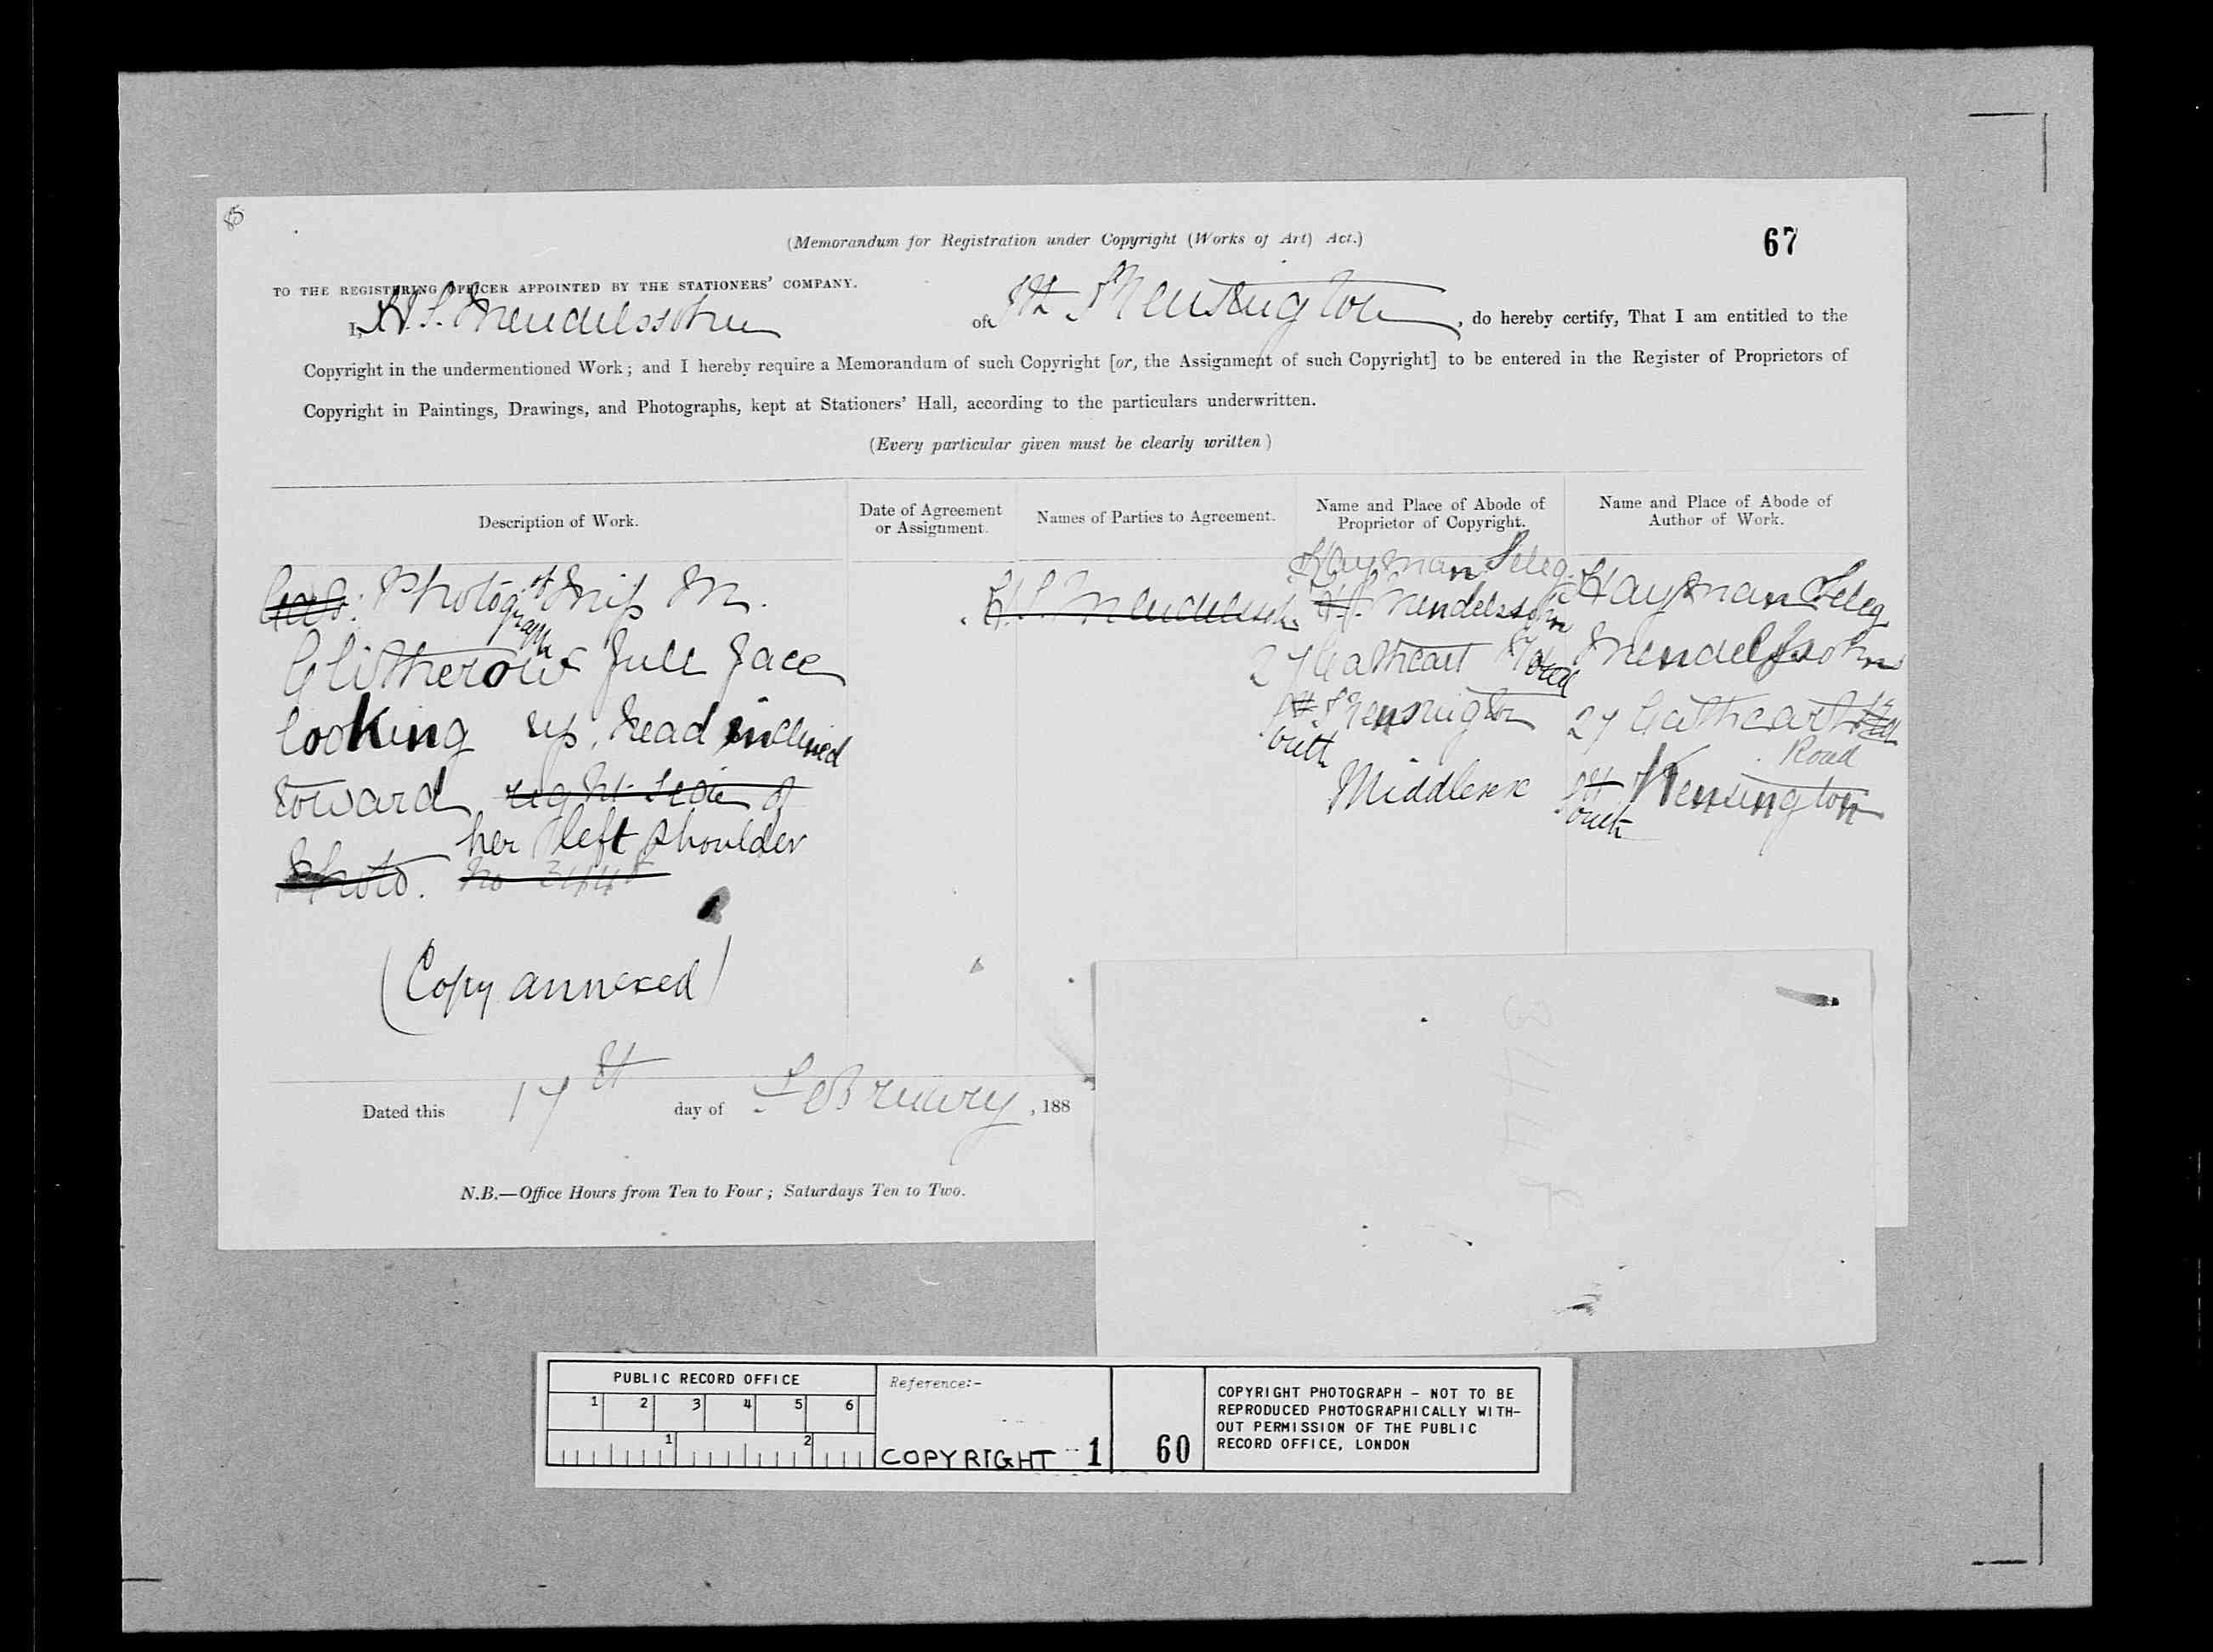 85
(Memorandum for Registration under Copyright (Works of Art) Act.)
67
TO THE REGISTERING OFFICER APPOINTED BY THE STATIONERS' COMPANY.
I, H. S. Mendelssohn of Sth Kensington, do hereby certify, That I am entitled to the
Copyright in the undermentioned Work; and I hereby require a Memorandum of such Copyright [or, the Assignment of such Copyright] to be entered in the Register of Proprietors of
Copyright in Paintings, Drawings, and Photographs, kept at Stationers' Hall, according to the particulars underwritten.
(Every particular given must be clearly written)
Description of Work.
Photograph of Miss M.
Clitherow full face
looking up, head inclined
toward right side of
her left shoulder
Photo. No 3444
(Copy annexed)
Date of Agreement
or Assignment.
Names of Parties to Agreement.
H. S. Mendelssohn
Name and Place of Abode of
Proprietor of Copyright.
Hayman Seleg
H. S. Mendelssohn
27 Cathcart Road
Sth Kensington
South
Middlesex
Name and Place of Abode of
Author of Work.
Hayman Seleg
Mendelssohn
27 Cathcart Rd
Road
Sth Kensington
South
Dated this 17th day of February, 188
N.B.—Office Hours from Ten to Four; Saturdays Ten to Two.
PUBLIC RECORD OFFICE
1 2 3 4 5 6
1 2
Reference:-
COPYRIGHT 1
60
COPYRIGHT PHOTOGRAPH - NOT TO BE
REPRODUCED PHOTOGRAPHICALLY WITH-
OUT PERMISSION OF THE PUBLIC
RECORD OFFICE, LONDON